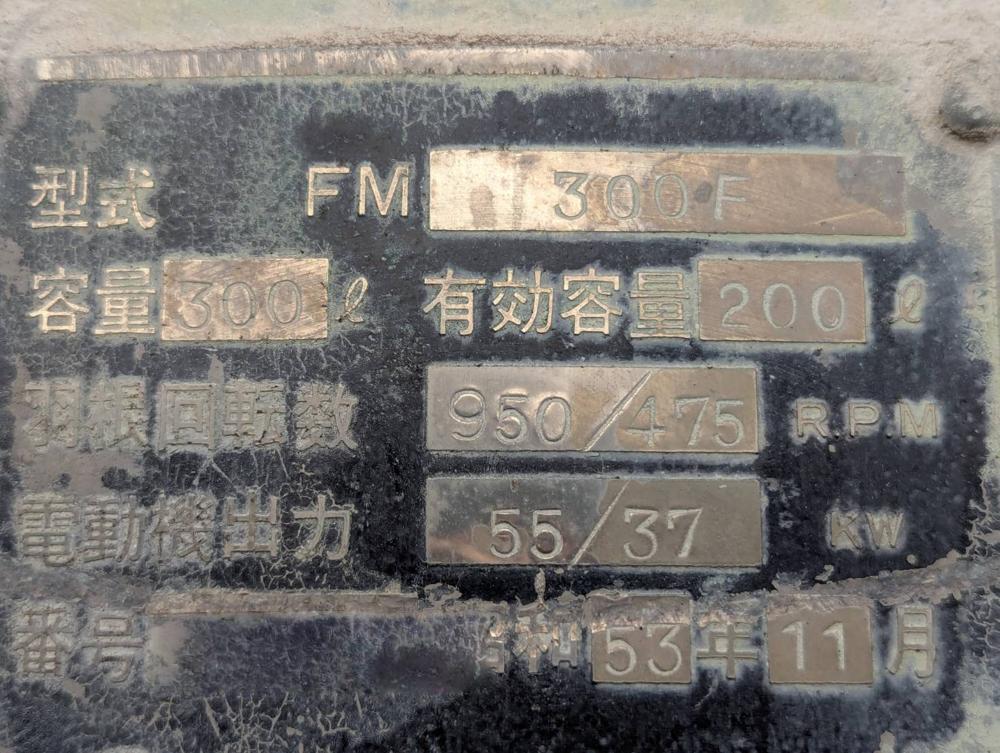 型式 FM 300F
容量 300 ℓ 有効容量 200 ℓ
羽根回転数 950/475 R.P.M
電動機出力 55/37 KW
番号 昭和 53 年 11 月